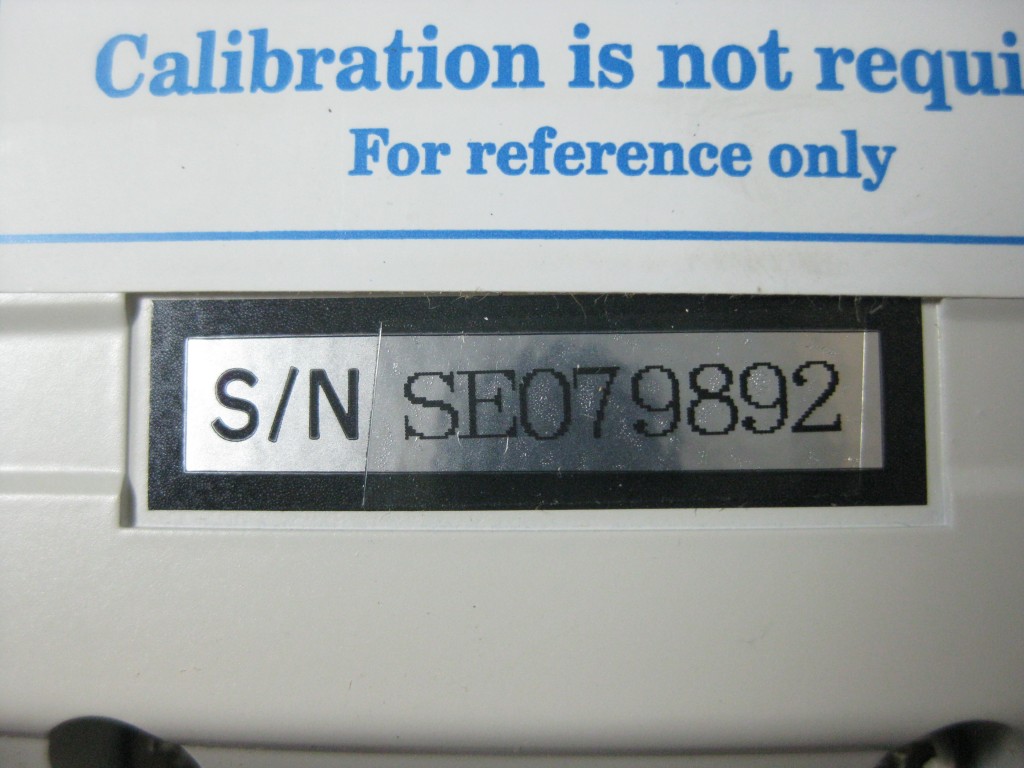 Calibration is not requi
For reference only
S/N SE079892